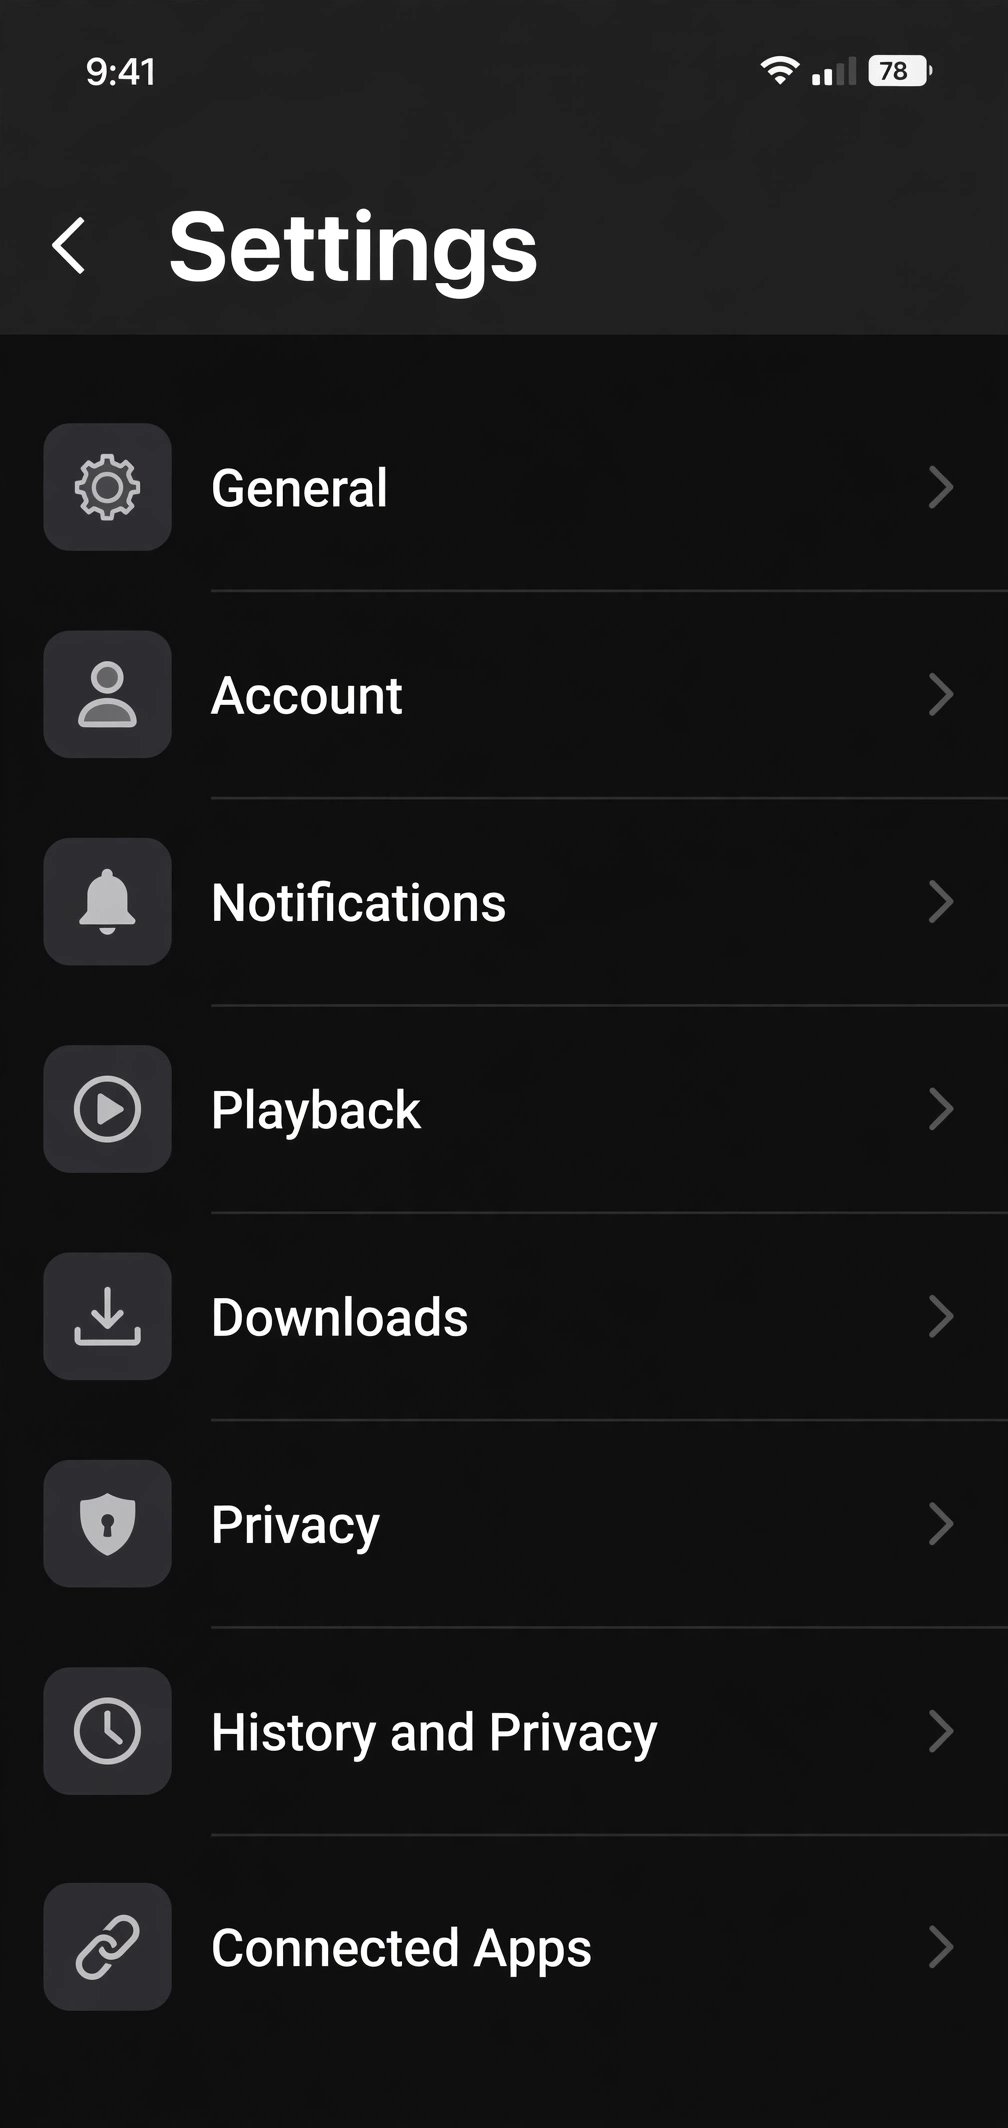 9:41
78
Settings
General
Account
Notifications
Playback
Downloads
Privacy
History and Privacy
Connected Apps